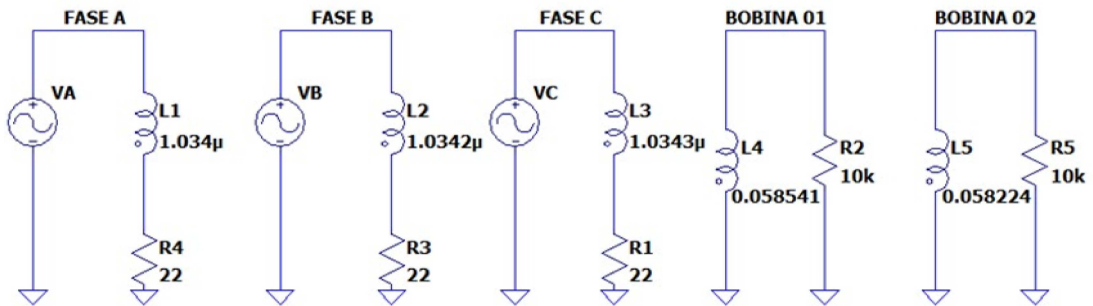 FASE A
FASE B
FASE C
BOBINA 01
BOBINA 02
VA
L1
1.034µ
R4
22
VB
L2
1.0342µ
R3
22
VC
L3
1.0343µ
R1
22
L4
0.058541
R2
10k
L5
0.058224
R5
10k